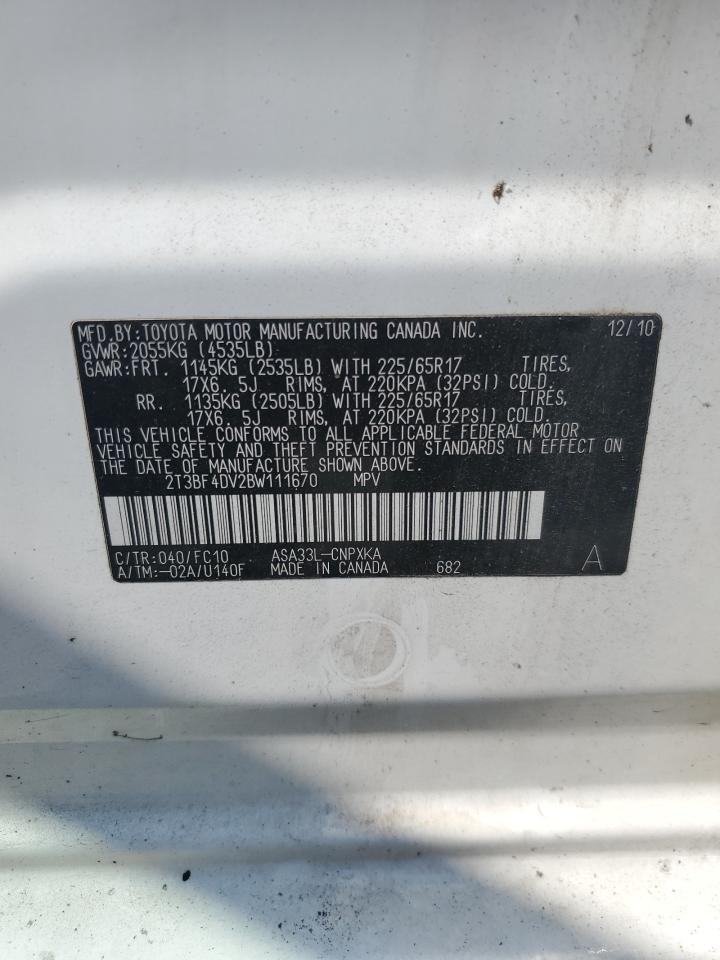 MFD.BY:TOYOTA MOTOR MANUFACTURING CANADA INC. 12/10
GVWR:2055KG (4535LB)
GAWR:FRT. 1145KG (2535LB) WITH 225/65R17 TIRES,
17X6. 5J RIMS, AT 220KPA (32PSI) COLD.
RR. 1135KG (2505LB) WITH 225/65R17 TIRES,
17X6. 5J RIMS, AT 220KPA (32PSI) COLD.
THIS VEHICLE CONFORMS TO ALL APPLICABLE FEDERAL MOTOR
VEHICLE SAFETY AND THEFT PREVENTION STANDARDS IN EFFECT ON
THE DATE OF MANUFACTURE SHOWN ABOVE.
2T3BF4DV2BW111670 MPV
C/TR:040/FC10 ASA33L-CNPXKA
A/TM:-02A/U140F MADE IN CANADA 682 A